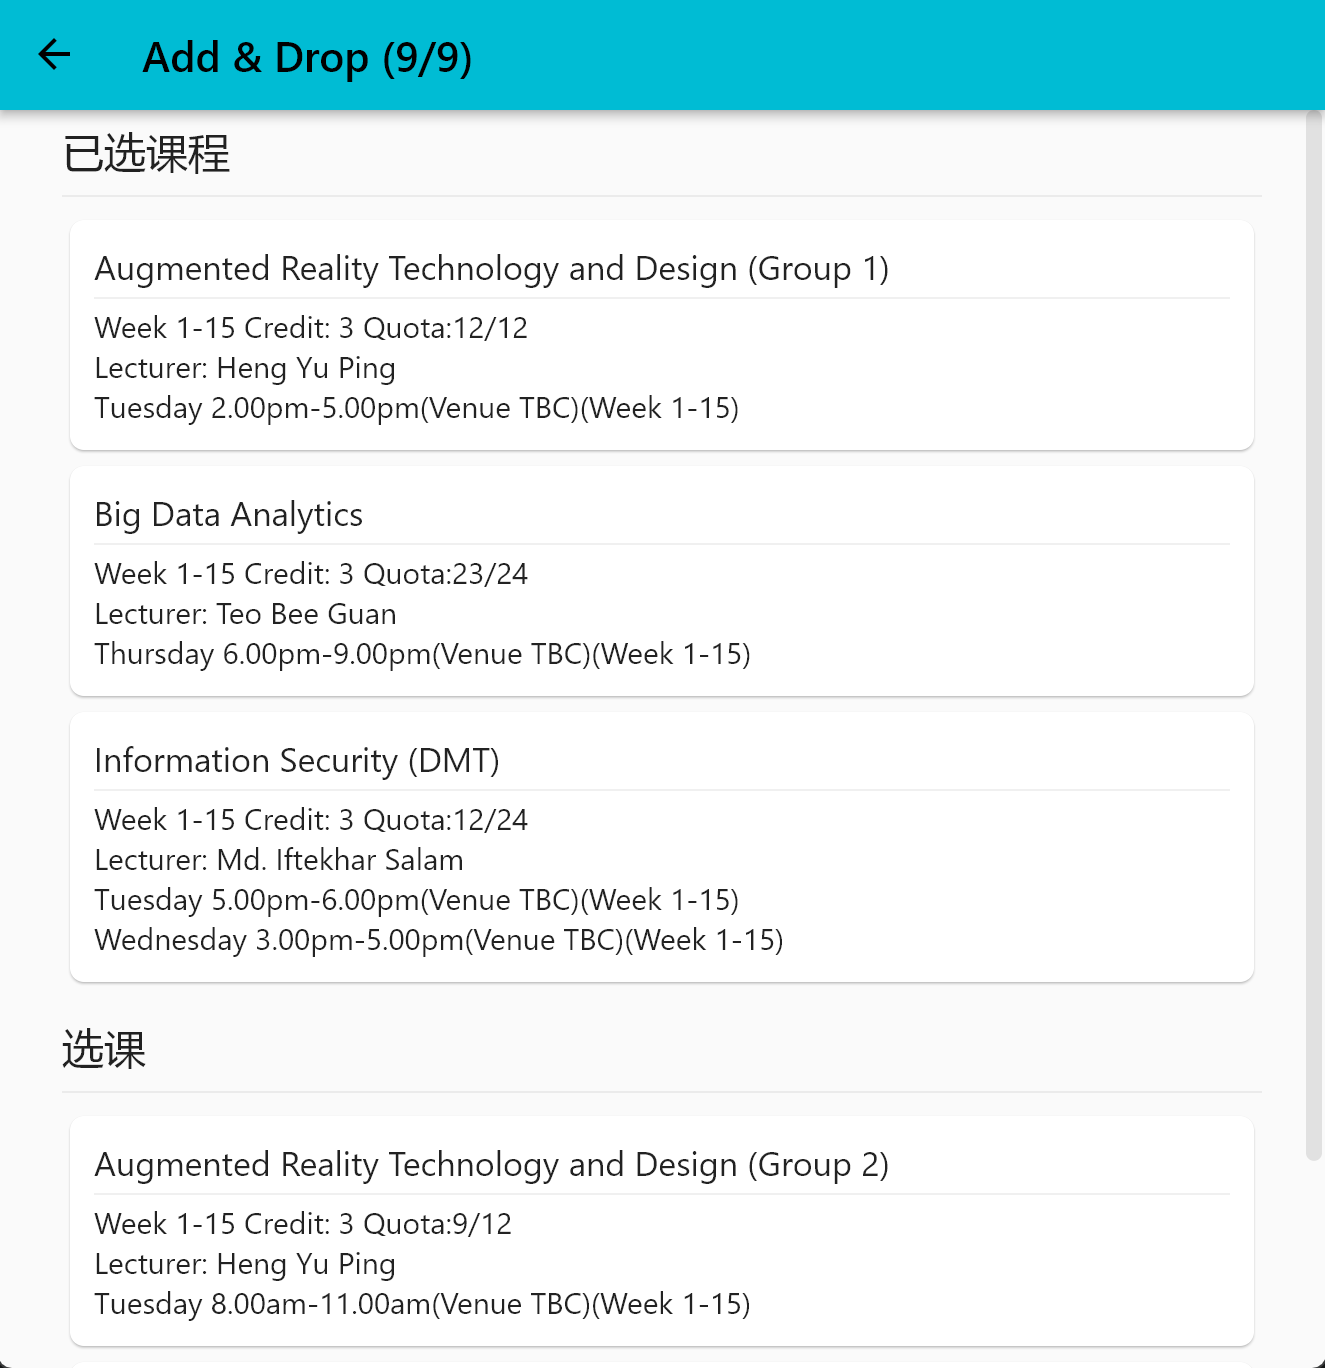 Add & Drop (9/9)
已选课程
Augmented Reality Technology and Design (Group 1)
Week 1-15 Credit: 3 Quota:12/12
Lecturer: Heng Yu Ping
Tuesday 2.00pm-5.00pm(Venue TBC)(Week 1-15)
Big Data Analytics
Week 1-15 Credit: 3 Quota:23/24
Lecturer: Teo Bee Guan
Thursday 6.00pm-9.00pm(Venue TBC)(Week 1-15)
Information Security (DMT)
Week 1-15 Credit: 3 Quota:12/24
Lecturer: Md. Iftekhar Salam
Tuesday 5.00pm-6.00pm(Venue TBC)(Week 1-15)
Wednesday 3.00pm-5.00pm(Venue TBC)(Week 1-15)
选课
Augmented Reality Technology and Design (Group 2)
Week 1-15 Credit: 3 Quota:9/12
Lecturer: Heng Yu Ping
Tuesday 8.00am-11.00am(Venue TBC)(Week 1-15)